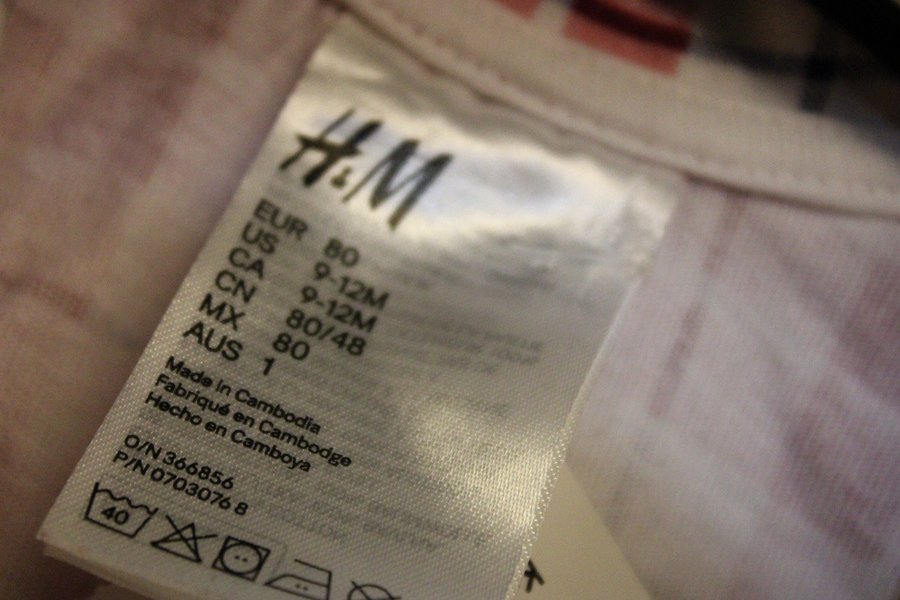 H&M
EUR 80
US 9-12M
CA 9-12M
CN 80/48
MX 80
AUS 1
Made in Cambodia
Fabriqué en Cambodge
Hecho en Camboya
O/N 366856
P/N 0703076 8
40